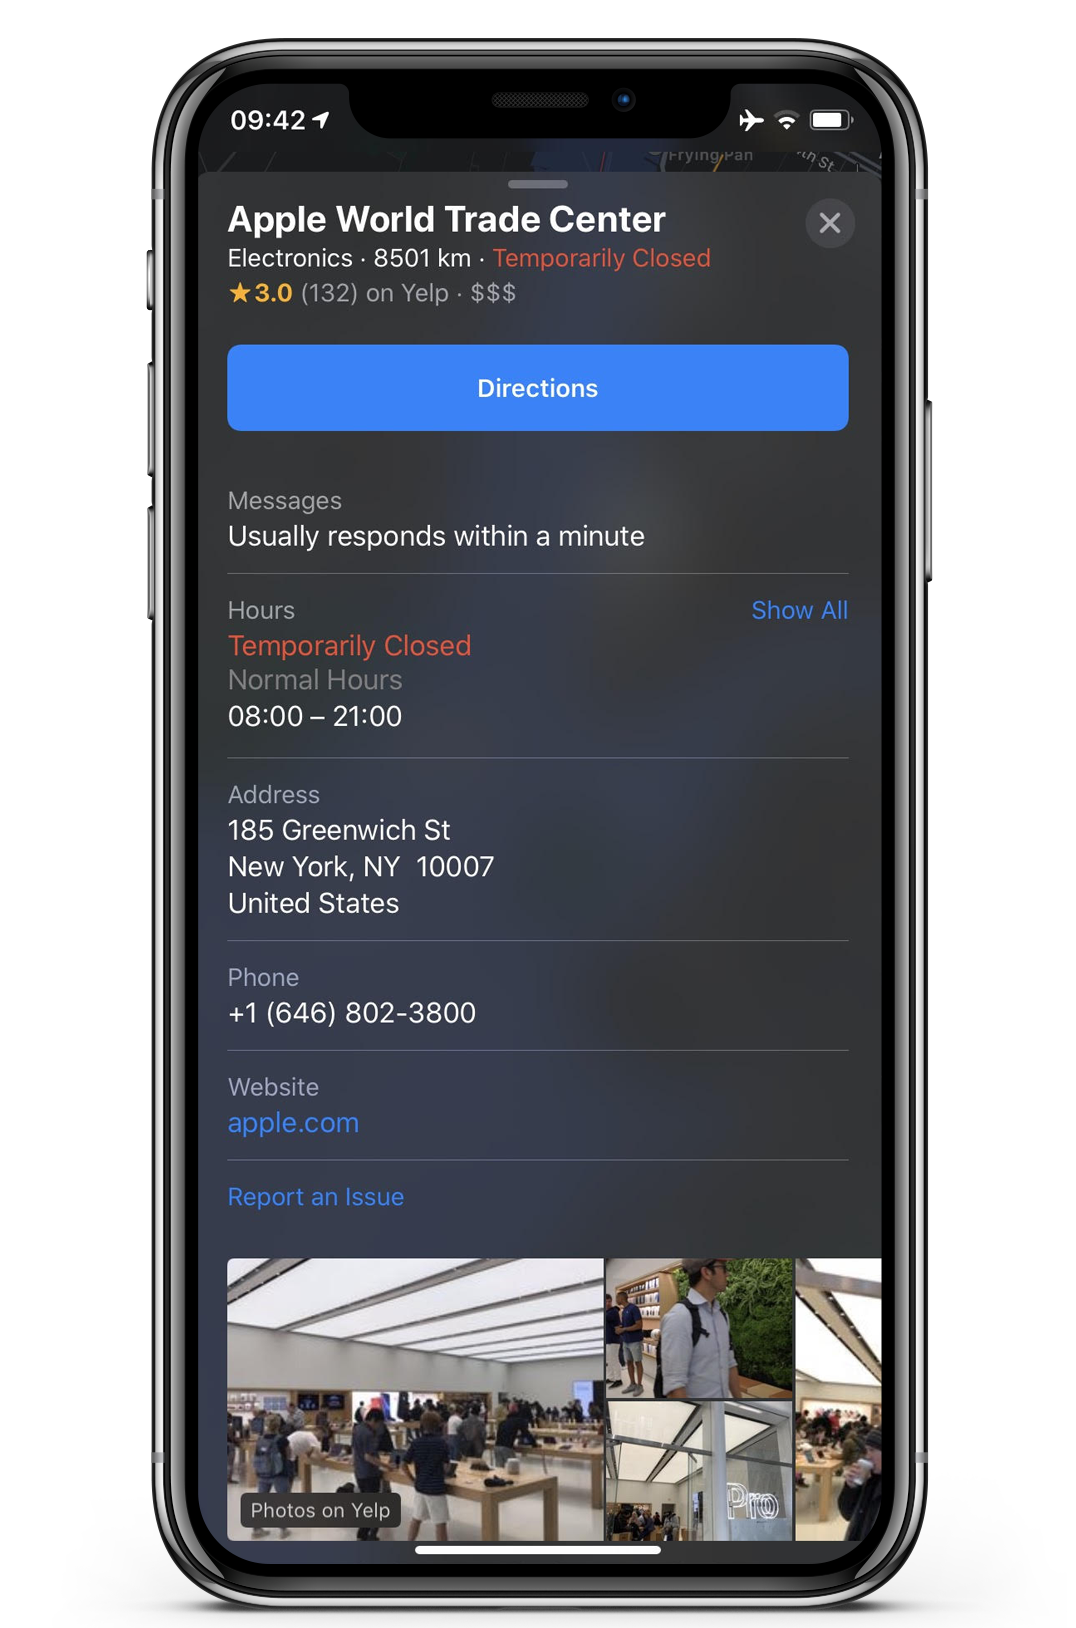 09:42
Frying Pan
th St
Apple World Trade Center
Electronics · 8501 km · Temporarily Closed
★3.0 (132) on Yelp · $$$
Directions
Messages
Usually responds within a minute
Hours
Show All
Temporarily Closed
Normal Hours
08:00 – 21:00
Address
185 Greenwich St
New York, NY  10007
United States
Phone
+1 (646) 802-3800
Website
apple.com
Report an Issue
Pro
Photos on Yelp